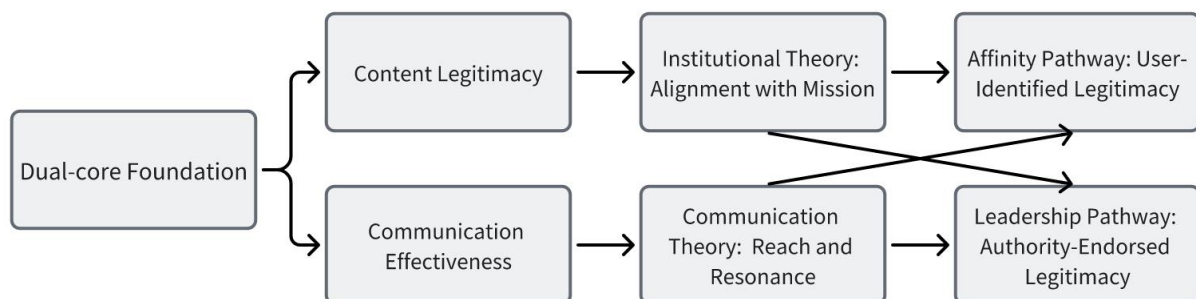 Dual-core Foundation
Content Legitimacy
Institutional Theory:
Alignment with Mission
Affinity Pathway: User-
Identified Legitimacy
Communication
Effectiveness
Communication
Theory:  Reach and
Resonance
Leadership Pathway:
Authority-Endorsed
Legitimacy